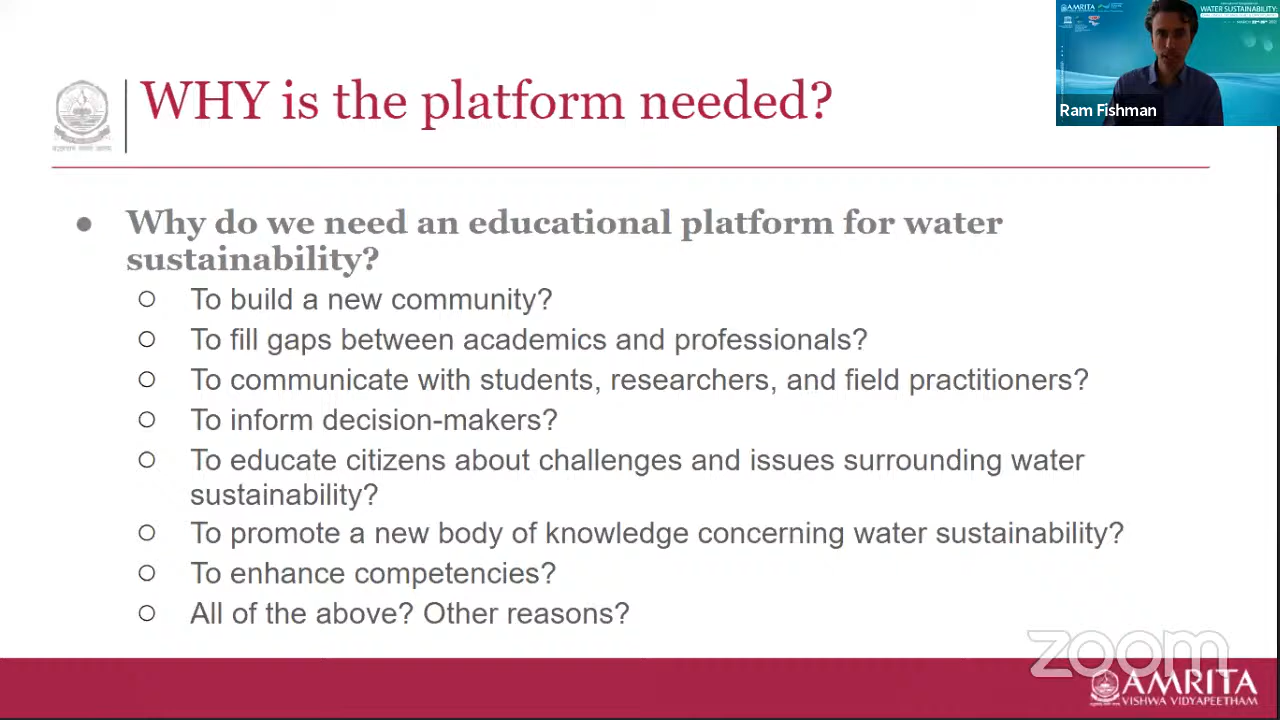 AMRITA
WATER SUSTAINABILITY:
Ram Fishman
WHY is the platform needed?
● Why do we need an educational platform for water
sustainability?
○ To build a new community?
○ To fill gaps between academics and professionals?
○ To communicate with students, researchers, and field practitioners?
○ To inform decision-makers?
○ To educate citizens about challenges and issues surrounding water
sustainability?
○ To promote a new body of knowledge concerning water sustainability?
○ To enhance competencies?
○ All of the above? Other reasons?
zoom
AMRITA
VISHWA VIDYAPEETHAM